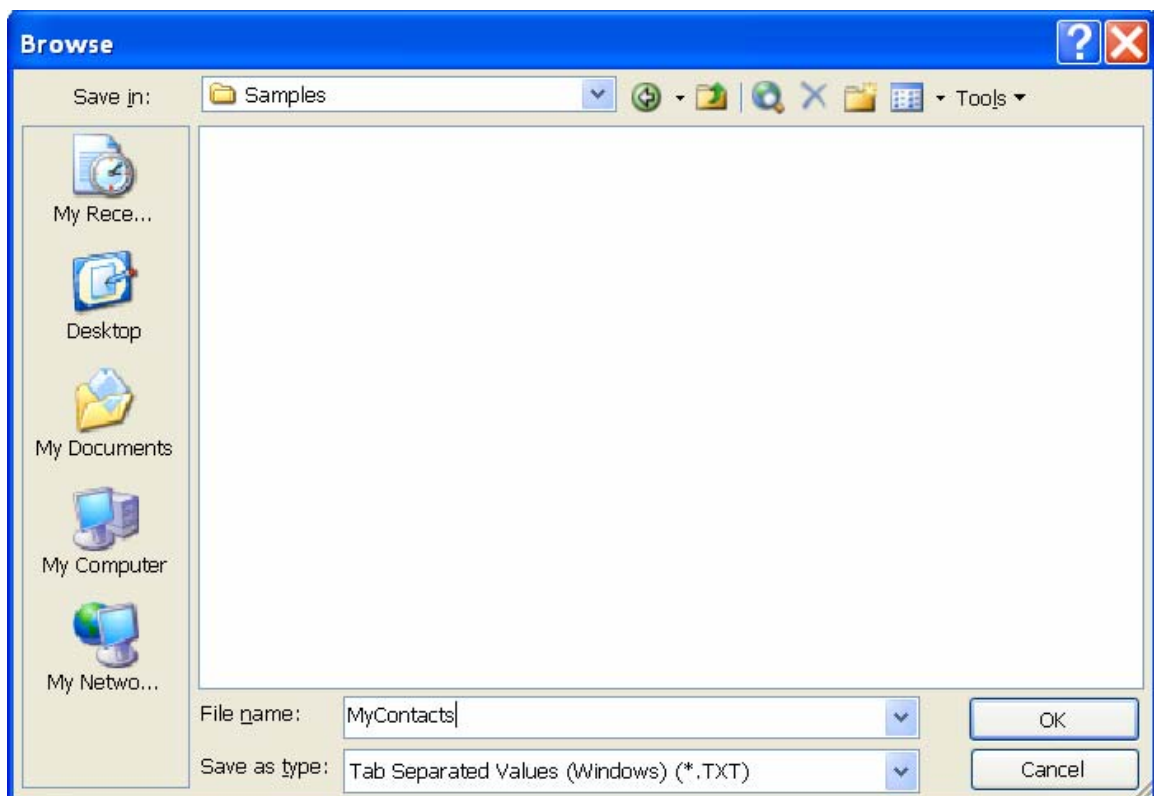 Browse
Save in:
Samples
Tools
My Rece...
Desktop
My Documents
My Computer
My Netwo...
File name:
MyContacts
OK
Save as type:
Tab Separated Values (Windows) (*.TXT)
Cancel